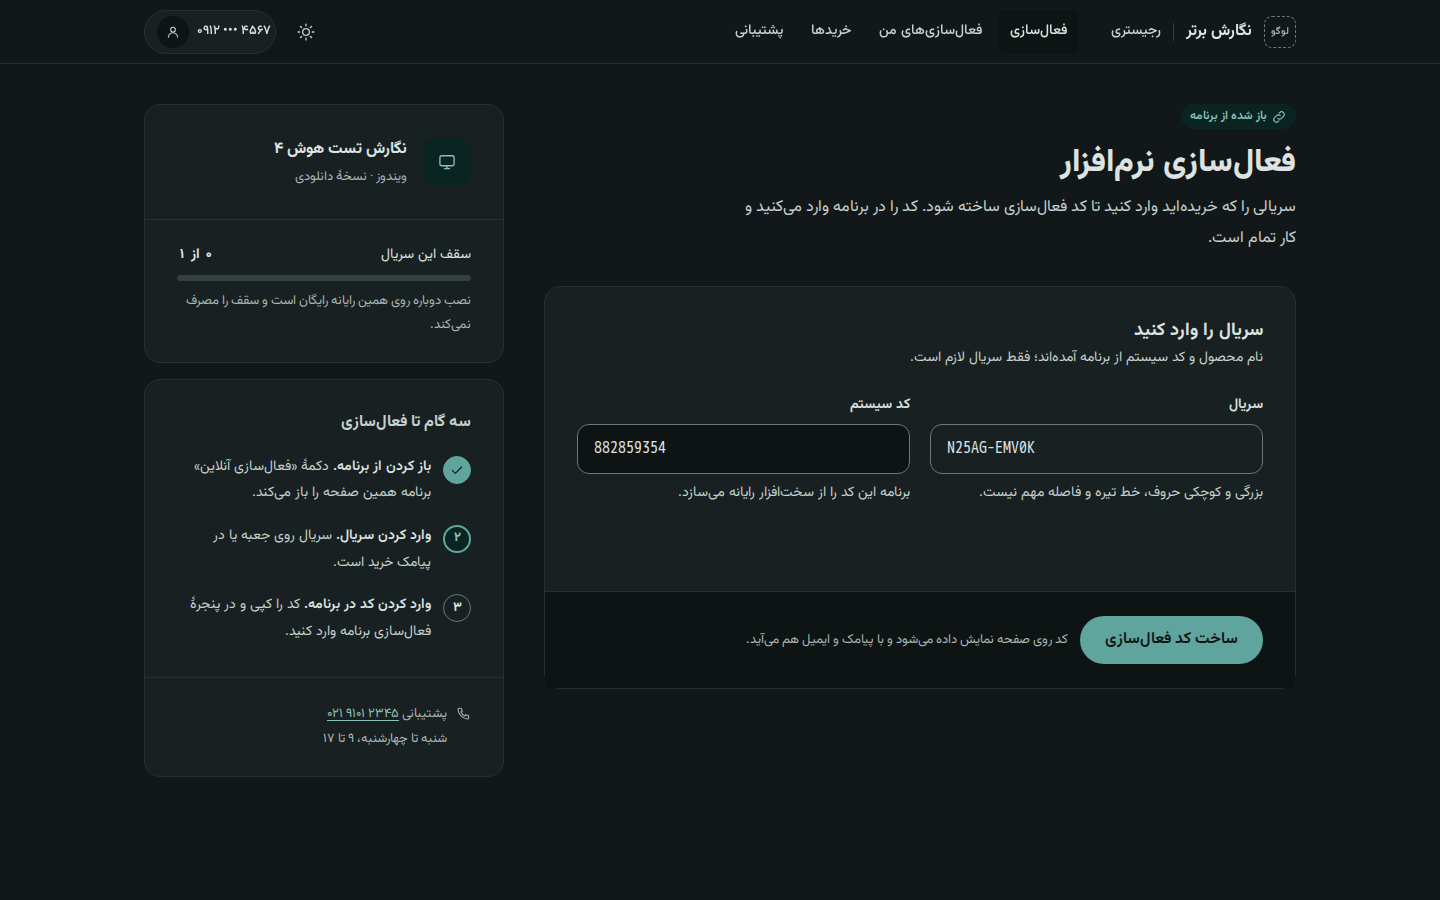 لوگو
نگارش برتر
رجیستری
فعال‌سازی
فعال‌سازی‌های من
خریدها
پشتیبانی
۰۹۱۲ ••• ۴۵۶۷
باز شده از برنامه
فعال‌سازی نرم‌افزار
سریالی را که خریده‌اید وارد کنید تا کد فعال‌سازی ساخته شود. کد را در برنامه وارد می‌کنید و
کار تمام است.
سریال را وارد کنید
نام محصول و کد سیستم از برنامه آمده‌اند؛ فقط سریال لازم است.
سریال
N25AG-EMV0K
بزرگی و کوچکی حروف، خط تیره و فاصله مهم نیست.
کد سیستم
882859354
برنامه این کد را از سخت‌افزار رایانه می‌سازد.
ساخت کد فعال‌سازی
کد روی صفحه نمایش داده می‌شود و با پیامک و ایمیل هم می‌آید.
نگارش تست هوش ۴
ویندوز · نسخهٔ دانلودی
سقف این سریال
۰ از ۱
نصب دوباره روی همین رایانه رایگان است و سقف را مصرف
نمی‌کند.
سه گام تا فعال‌سازی
باز کردن از برنامه. دکمهٔ «فعال‌سازی آنلاین»
برنامه همین صفحه را باز می‌کند.
۲
وارد کردن سریال. سریال روی جعبه یا در
پیامک خرید است.
۳
وارد کردن کد در برنامه. کد را کپی و در پنجرهٔ
فعال‌سازی برنامه وارد کنید.
پشتیبانی ۰۲۱ ۹۱۰۱ ۲۳۴۵
شنبه تا چهارشنبه، ۹ تا ۱۷